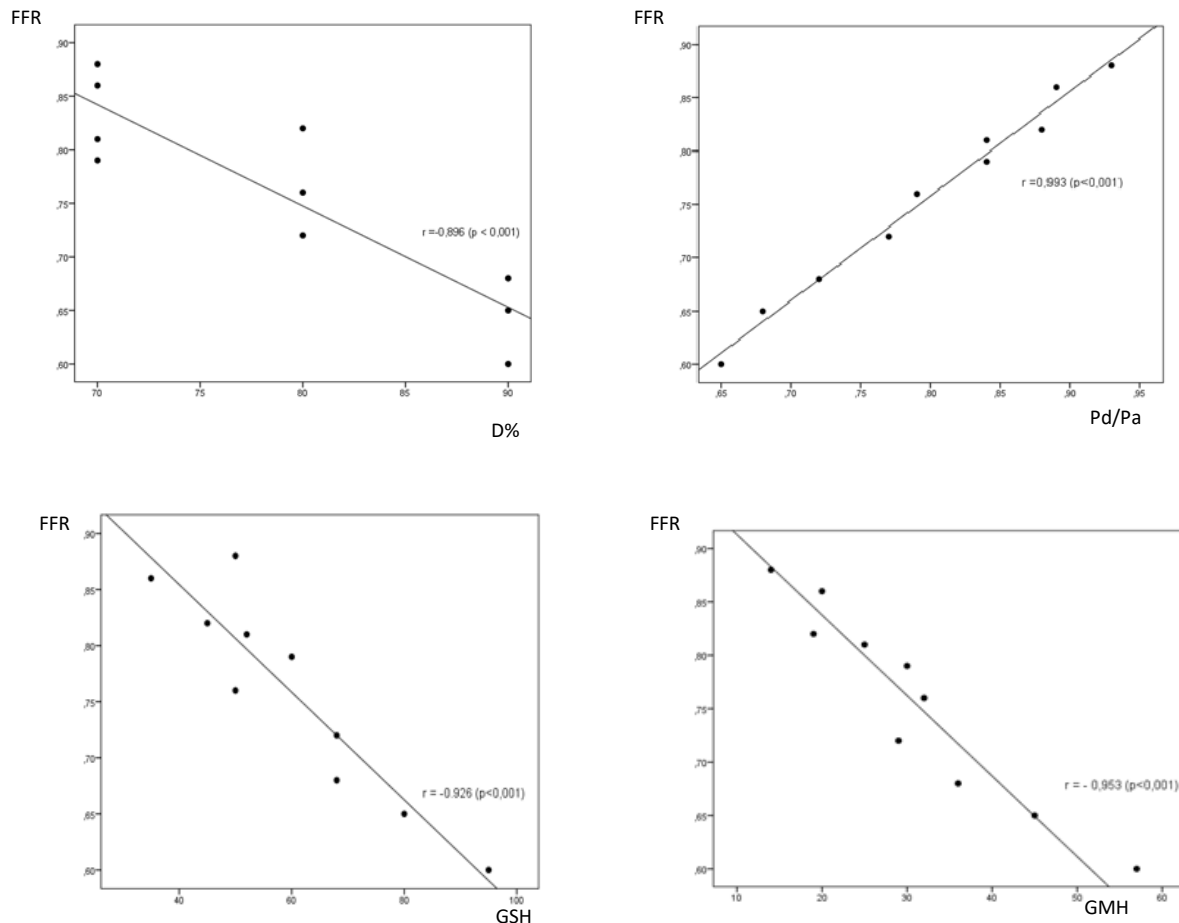 FFR
,90
,85
,80
,75
,70
,65
,60
r =-0,896 (p < 0,001)
70 75 80 85 90
D%
FFR
,90
,85
,80
,75
,70
,65
,60
r =0,993 (p<0,001)
,65 ,70 ,75 ,80 ,85 ,90 ,95
Pd/Pa
FFR
,90
,85
,80
,75
,70
,65
,60
r = -0.926 (p<0,001)
40 60 80 100
GSH
FFR
,90
,85
,80
,75
,70
,65
,60
r = - 0,953 (p<0,001)
10 20 30 40 50 60
GMH